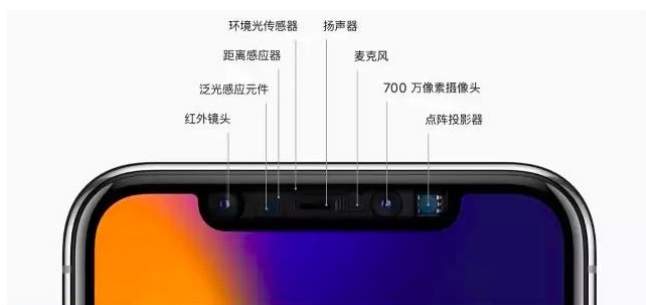 环境光传感器 扬声器
距离感应器 麦克风
泛光感应元件 700 万像素摄像头
红外镜头 点阵投影器